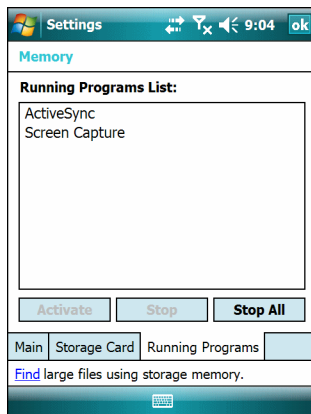 Settings 9:04 ok
Memory
Running Programs List:
ActiveSync
Screen Capture
Activate Stop Stop All
Main Storage Card Running Programs
Find large files using storage memory.